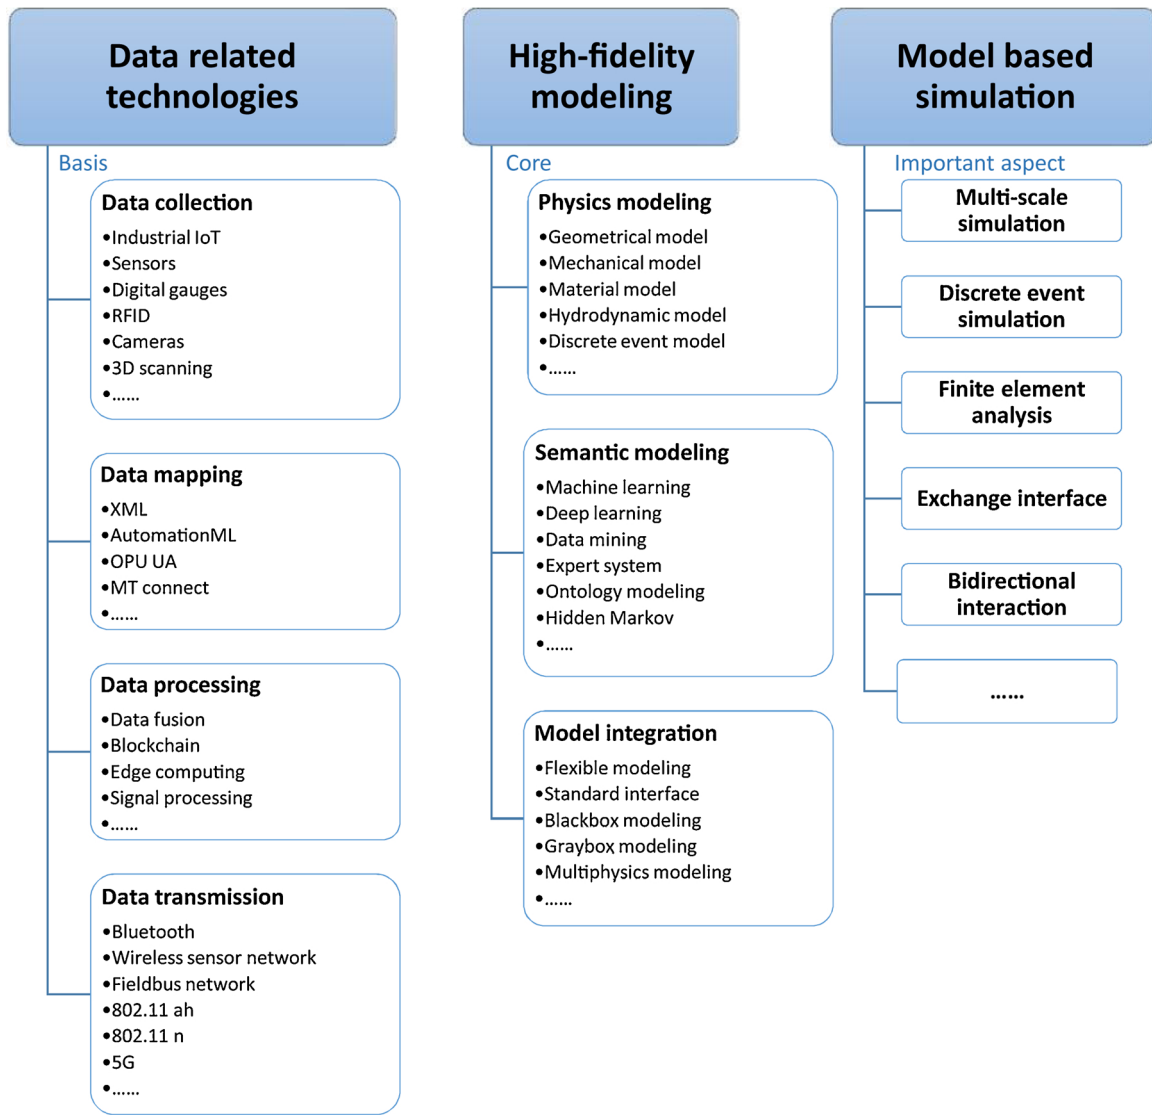 Data related
technologies
Basis
Data collection
•Industrial IoT
•Sensors
•Digital gauges
•RFID
•Cameras
•3D scanning
•......
Data mapping
•XML
•AutomationML
•OPU UA
•MT connect
•......
Data processing
•Data fusion
•Blockchain
•Edge computing
•Signal processing
•......
Data transmission
•Bluetooth
•Wireless sensor network
•Fieldbus network
•802.11 ah
•802.11 n
•5G
•......
High-fidelity
modeling
Core
Physics modeling
•Geometrical model
•Mechanical model
•Material model
•Hydrodynamic model
•Discrete event model
•......
Semantic modeling
•Machine learning
•Deep learning
•Data mining
•Expert system
•Ontology modeling
•Hidden Markov
•......
Model integration
•Flexible modeling
•Standard interface
•Blackbox modeling
•Graybox modeling
•Multiphysics modeling
•......
Model based
simulation
Important aspect
Multi-scale
simulation
Discrete event
simulation
Finite element
analysis
Exchange interface
Bidirectional
interaction
......